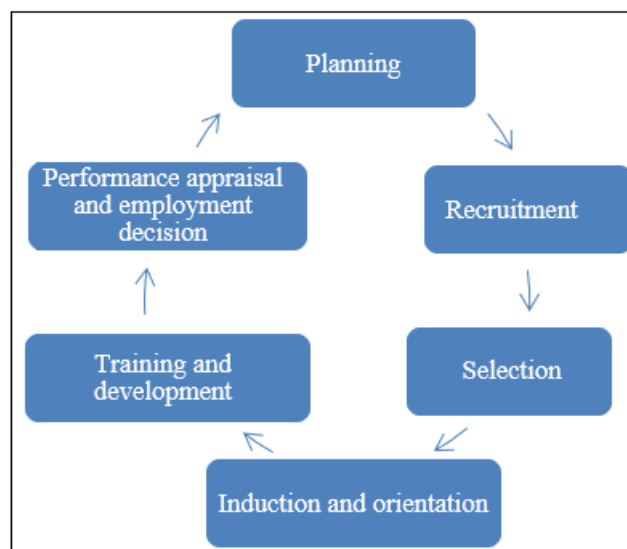 Planning
Recruitment
Selection
Induction and orientation
Training and
development
Performance appraisal
and employment
decision